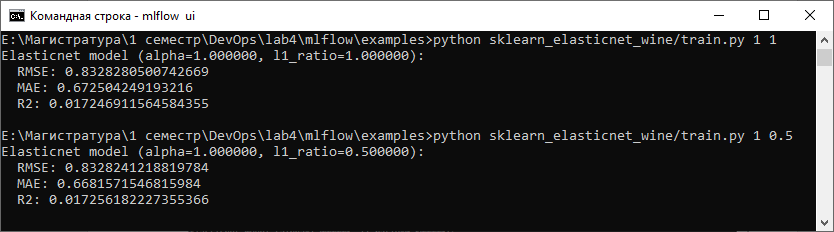 Командная строка - mlflow ui
E:\Магистратура\1 семестр\DevOps\lab4\mlflow\examples>python sklearn_elasticnet_wine/train.py 1 1
Elasticnet model (alpha=1.000000, l1_ratio=1.000000):
RMSE: 0.8328280500742669
MAE: 0.672504249193216
R2: 0.017246911564584355
E:\Магистратура\1 семестр\DevOps\lab4\mlflow\examples>python sklearn_elasticnet_wine/train.py 1 0.5
Elasticnet model (alpha=1.000000, l1_ratio=0.500000):
RMSE: 0.8328241218819784
MAE: 0.6681571546815984
R2: 0.017256182227355366